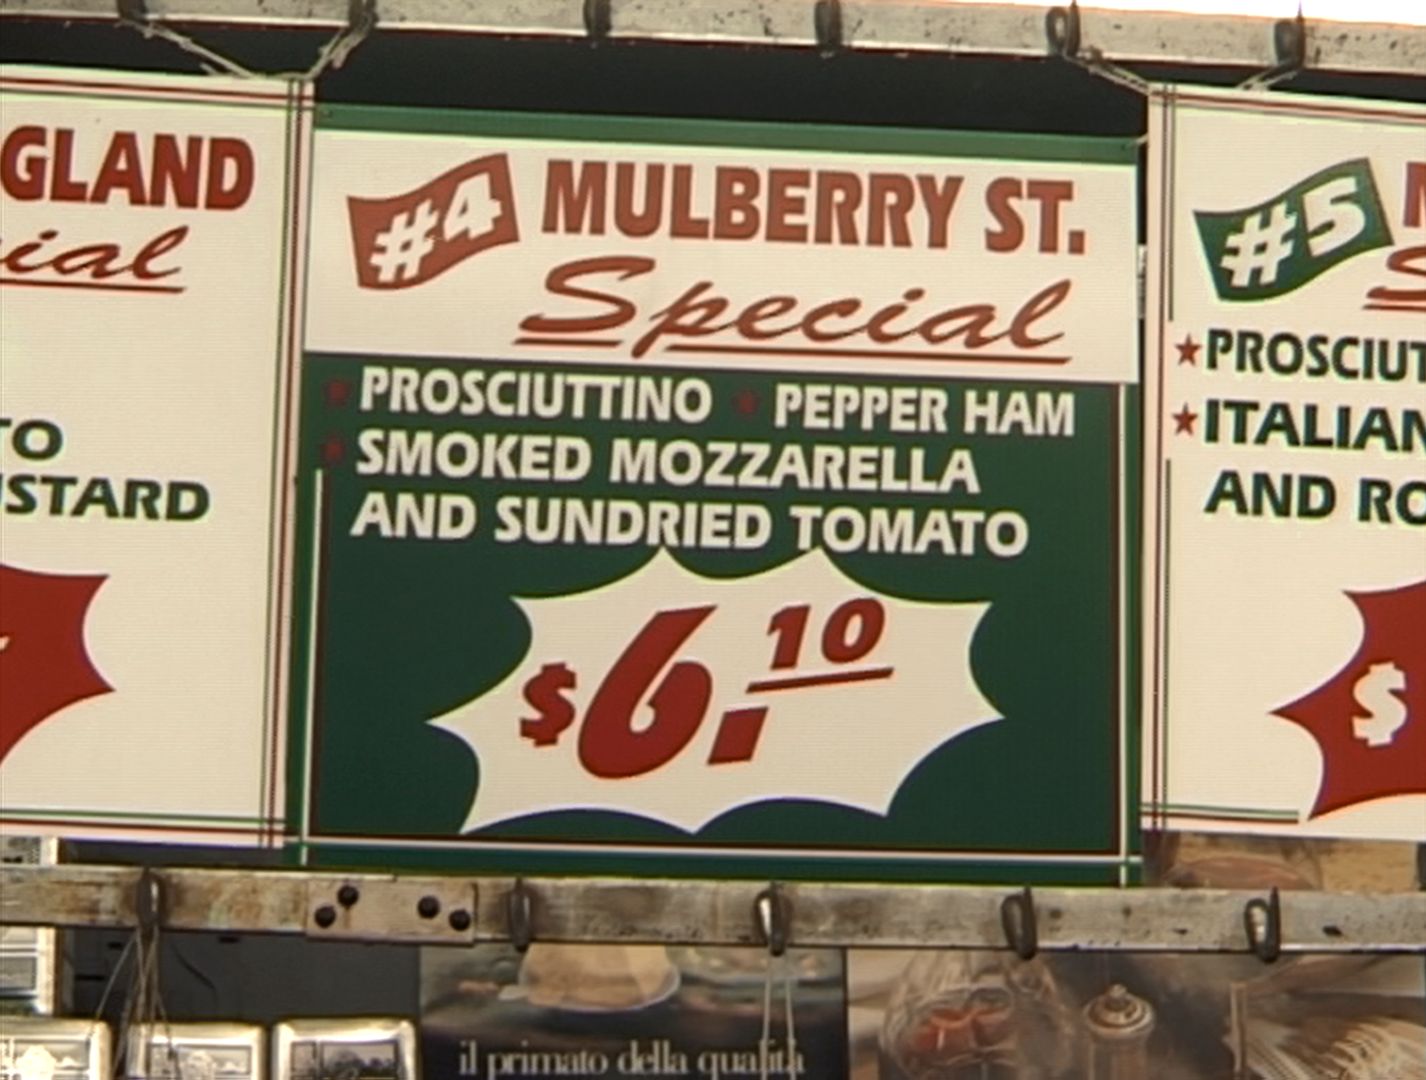 GLAND
ial
TO
STARD
#4 MULBERRY ST.
Special
★ PROSCIUTTINO ★ PEPPER HAM
★ SMOKED MOZZARELLA
AND SUNDRIED TOMATO
$6.10
#5
★ PROSCIUT
★ ITALIAN
AND RO
$
il primato della qualità